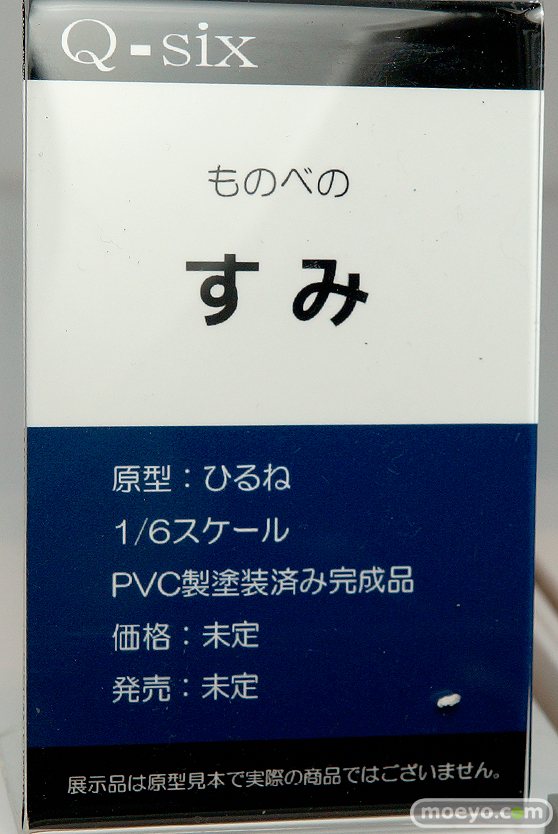 Q-six
ものべの
すみ
原型：ひるね
1/6スケール
PVC製塗装済み完成品
価格：未定
発売：未定
展示品は原型見本で実際の商品ではございません。
moeyo.com